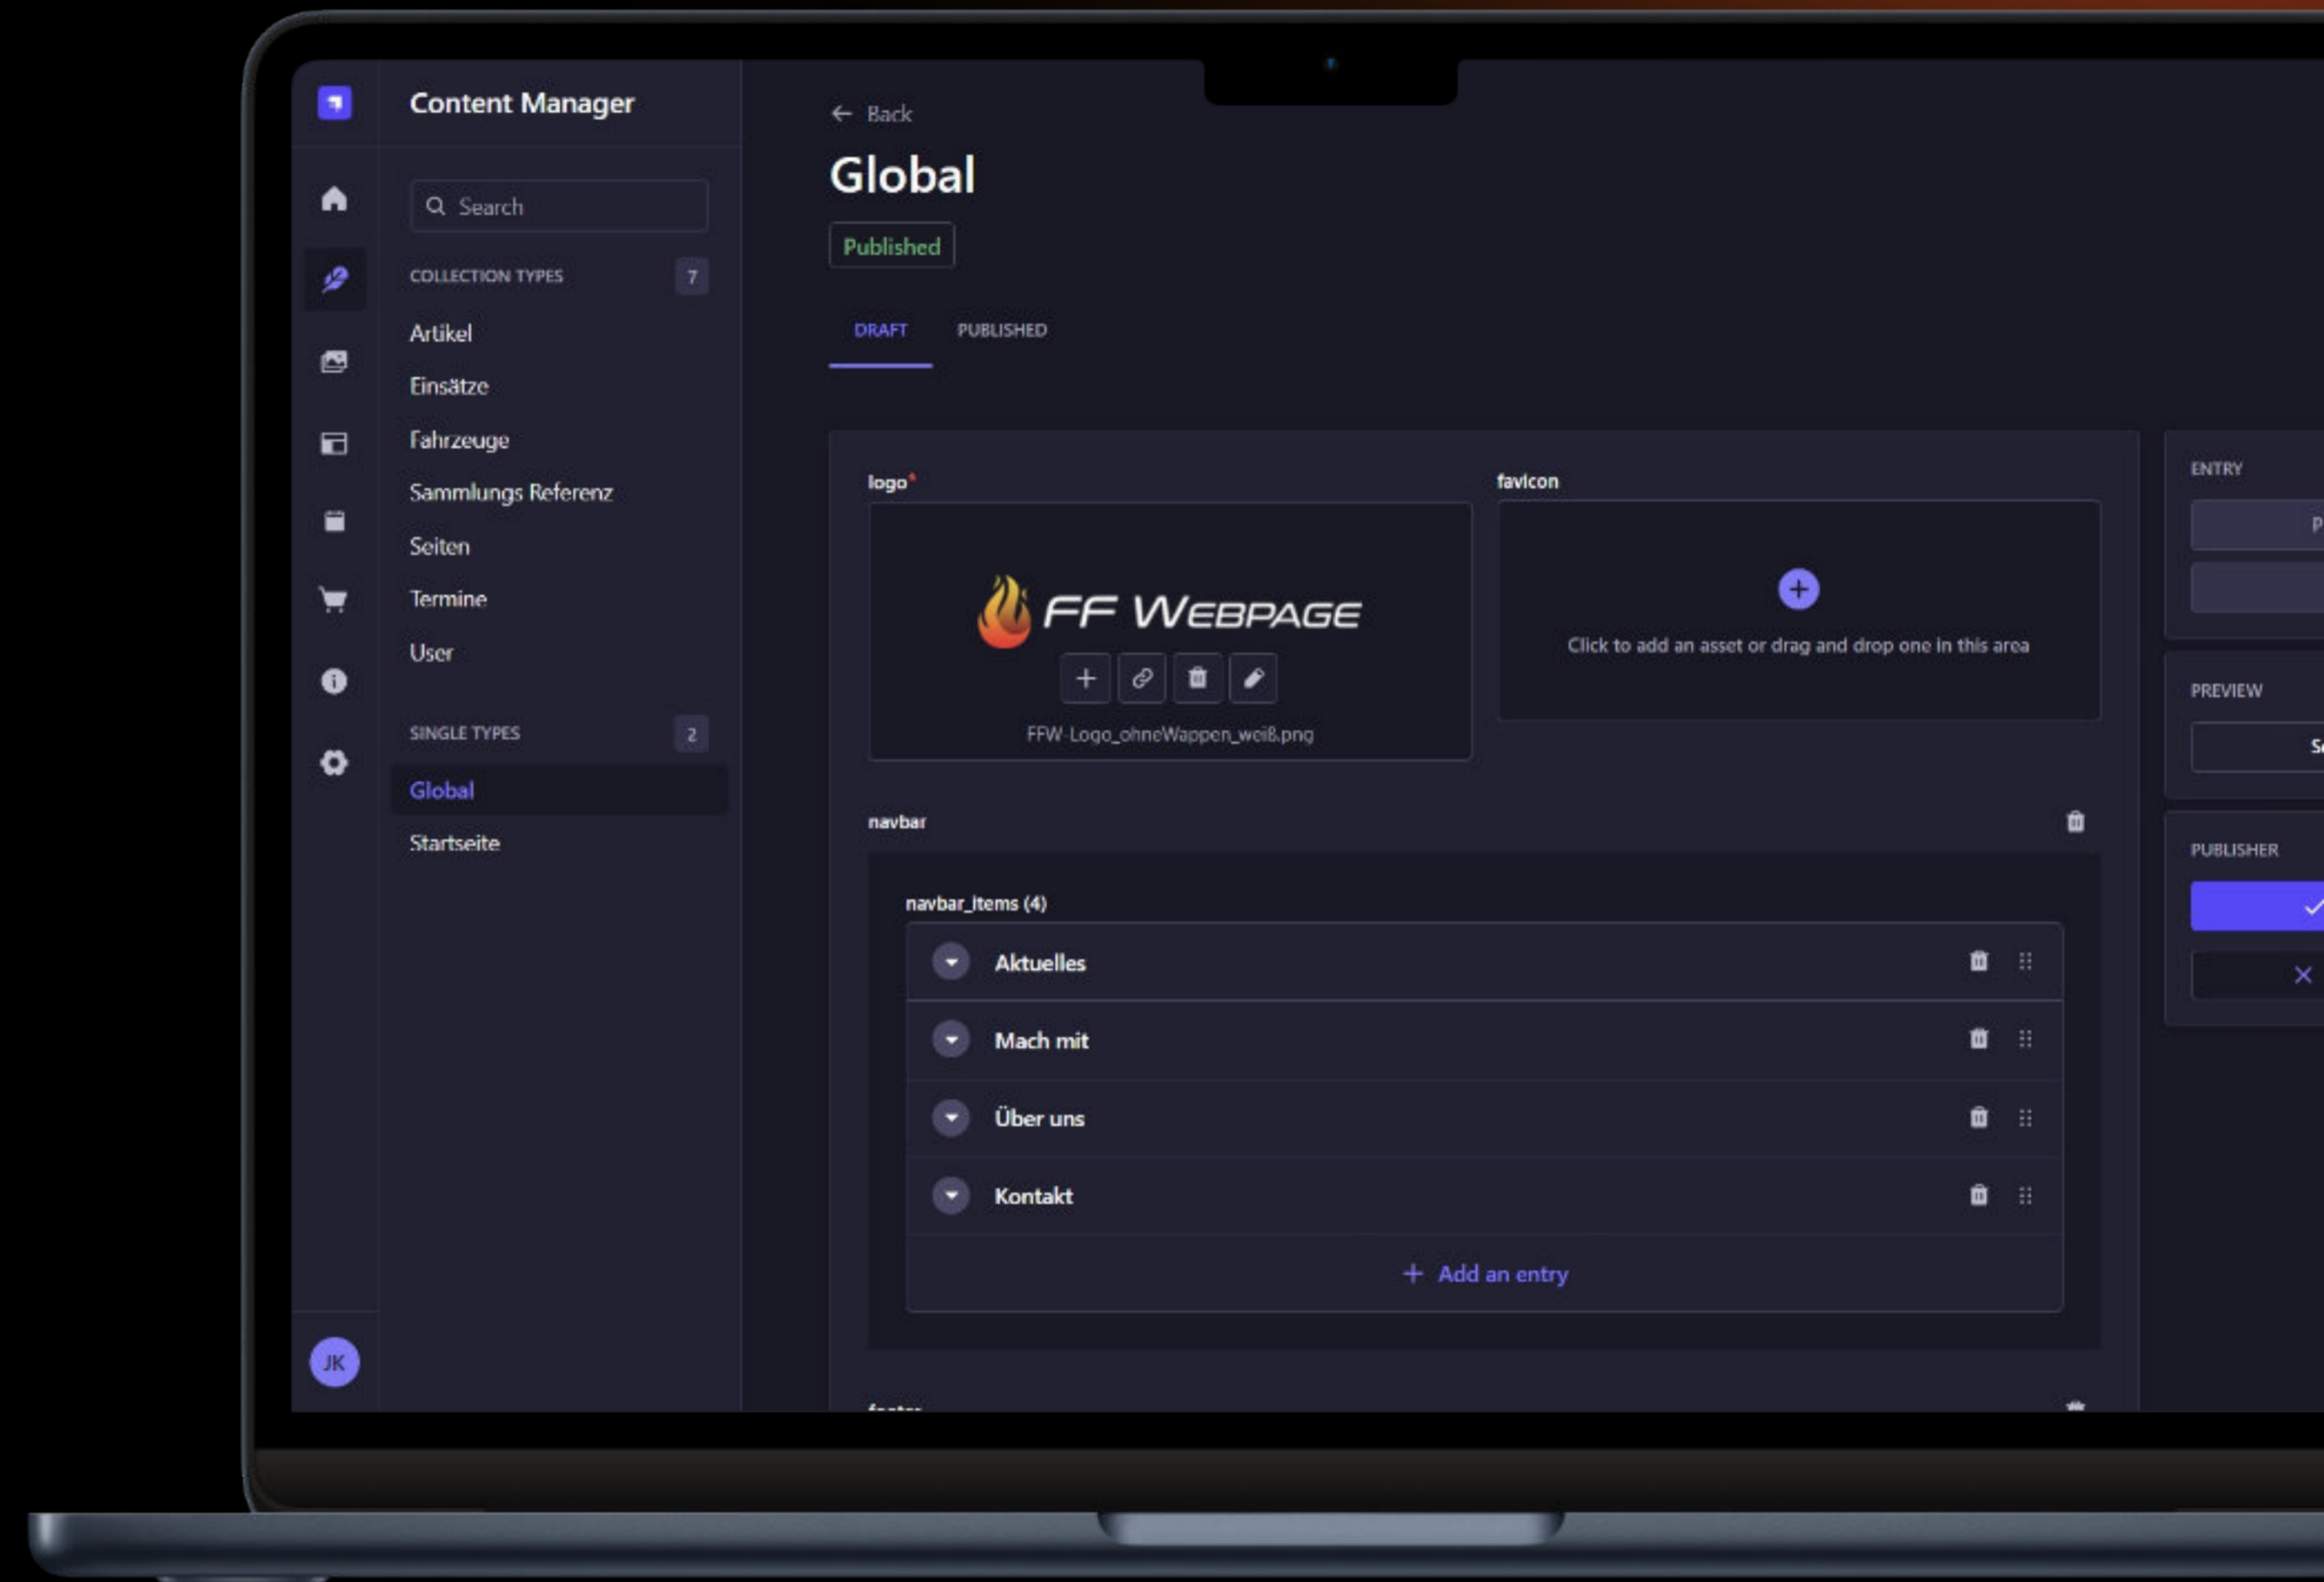 Content Manager
Search
COLLECTION TYPES 7
Artikel
Einsätze
Fahrzeuge
Sammlungs Referenz
Seiten
Termine
User
SINGLE TYPES 2
Global
Startseite
JK
Back
Global
Published
DRAFT PUBLISHED
logo*
FF WEBPAGE
FFW-Logo_ohneWappen_weiß.png
favicon
Click to add an asset or drag and drop one in this area
navbar
navbar_items (4)
Aktuelles
Mach mit
Über uns
Kontakt
Add an entry
ENTRY
PREVIEW
PUBLISHER